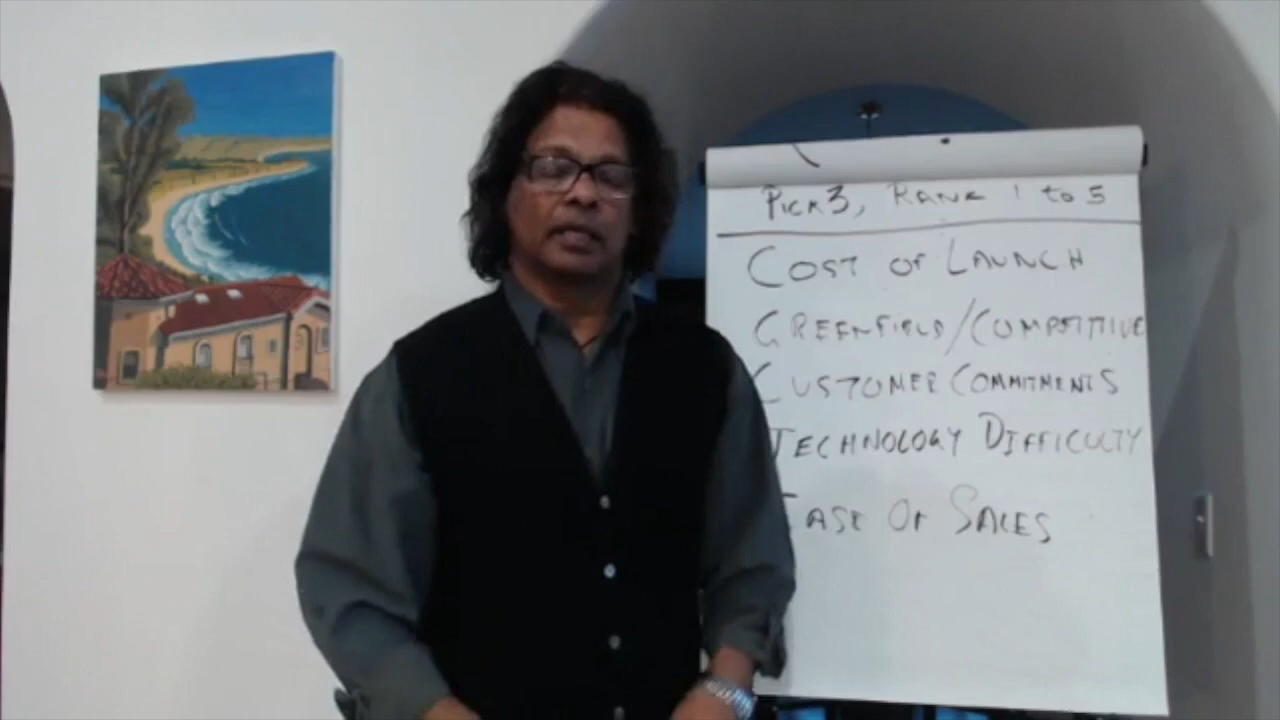 PICK 3, RANK 1 to 5
COST OF LAUNCH
GREENFIELD/COMPETITIVE
CUSTOMER COMMITMENTS
TECHNOLOGY DIFFICULTY
EASE OF SALES